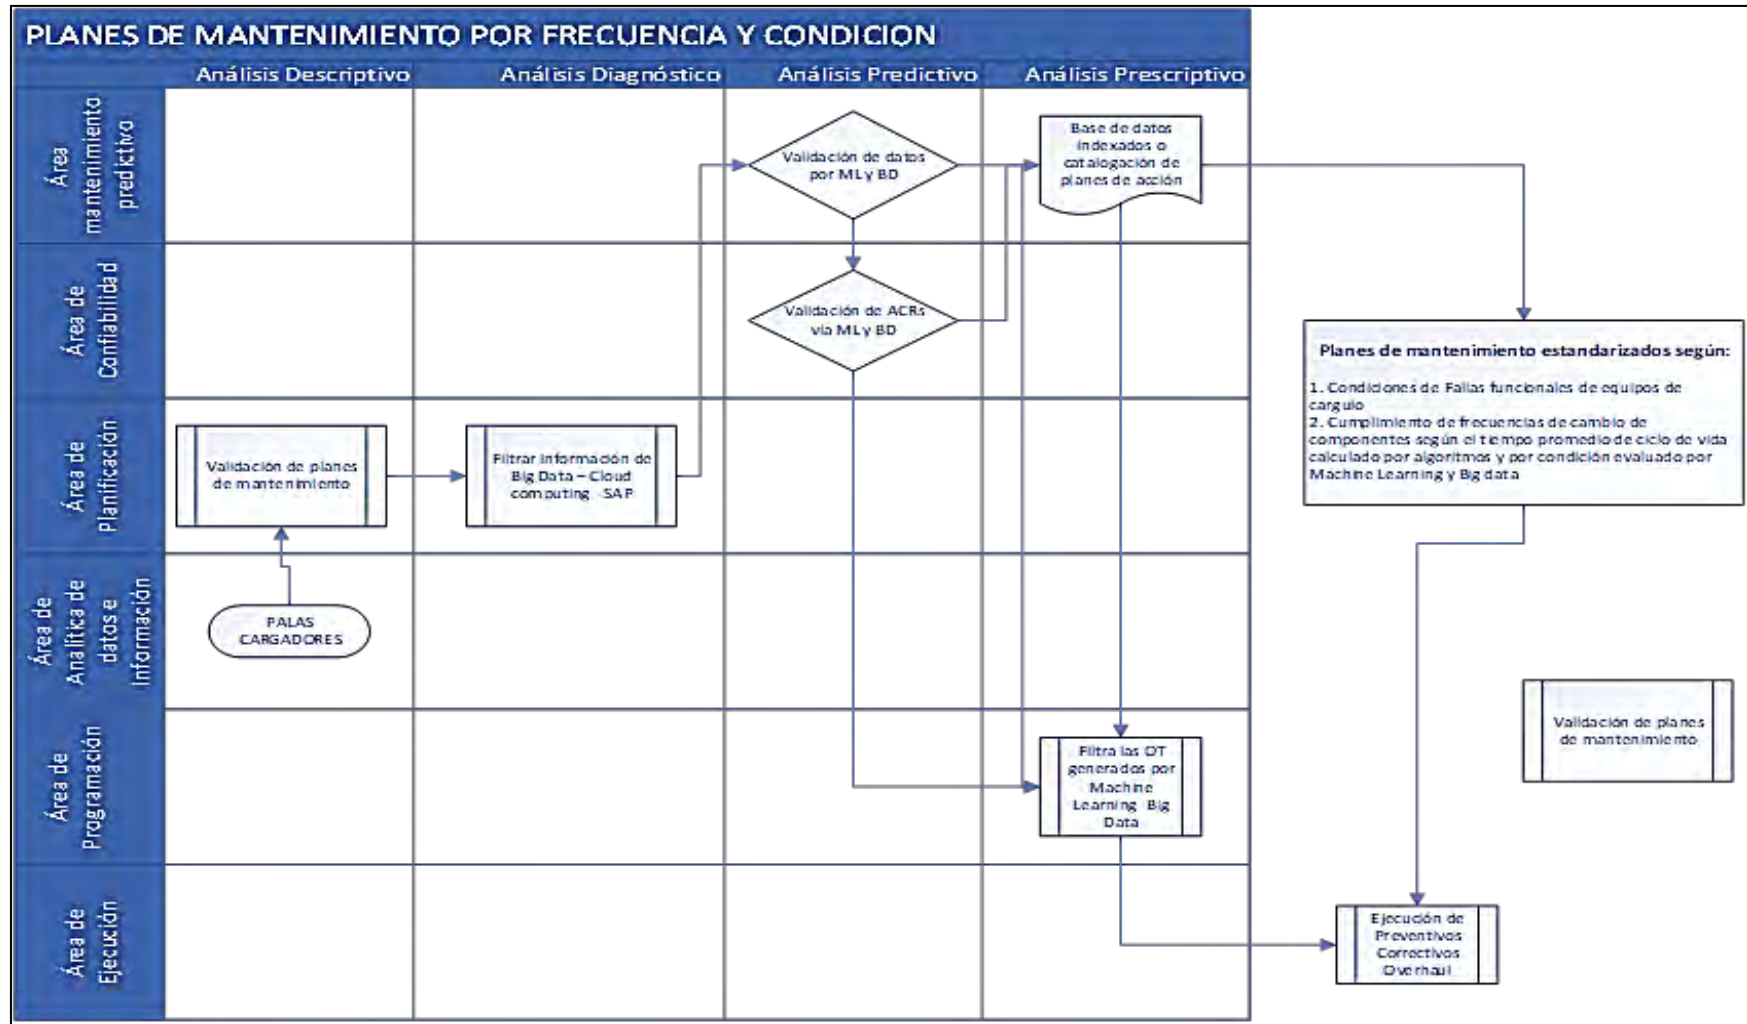 PLANES DE MANTENIMIENTO POR FRECUENCIA Y CONDICION
Análisis Descriptivo
Análisis Diagnóstico
Análisis Predictivo
Análisis Prescriptivo
Área
mantenimiento
predictivo
Validación de datos
por ML y BD
Base de datos
indexados o
catalogación de
planes de acción
Área de
Confiabilidad
Validación de ACRs
vía ML y BD
Planes de mantenimiento estandarizados según:
1. Condiciones de Fallas funcionales de equipos de
carguio
2. Cumplimiento de frecuencias de cambio de
componentes según el tiempo promedio de ciclo de vida
calculado por algoritmos y por condición evaluado por
Machine Learning y Big data
Área de
Planificación
Validación de planes
de mantenimiento
Filtrar Información de
Big Data – Cloud
computing -SAP
Área de
Analítica de
datos e
Información
PALAS
CARGADORES
Validación de planes
de mantenimiento
Área de
Programación
Filtra las OT
generados por
Machine
Learning Big
Data
Área de
Ejecución
Ejecución de
Preventivos
Correctivos
Overhaul